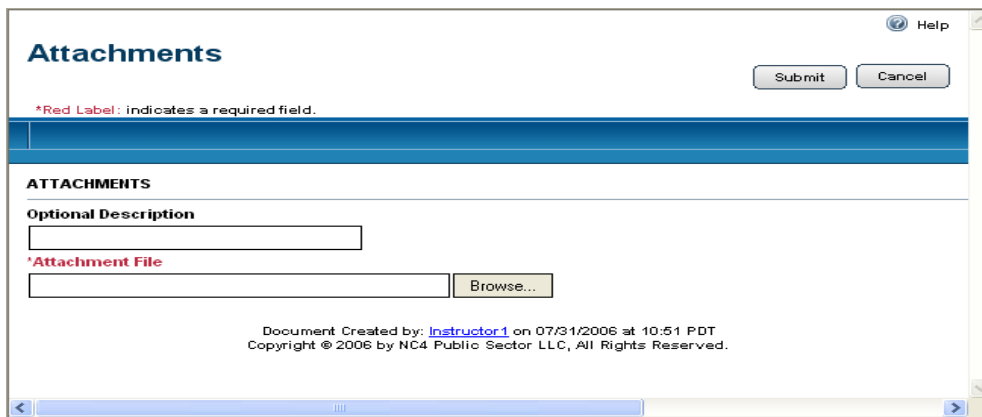 Help
Attachments
Submit Cancel
*Red Label: indicates a required field.
ATTACHMENTS
Optional Description
*Attachment File
Browse...
Document Created by: Instructor1 on 07/31/2006 at 10:51 PDT
Copyright © 2006 by NC4 Public Sector LLC, All Rights Reserved.